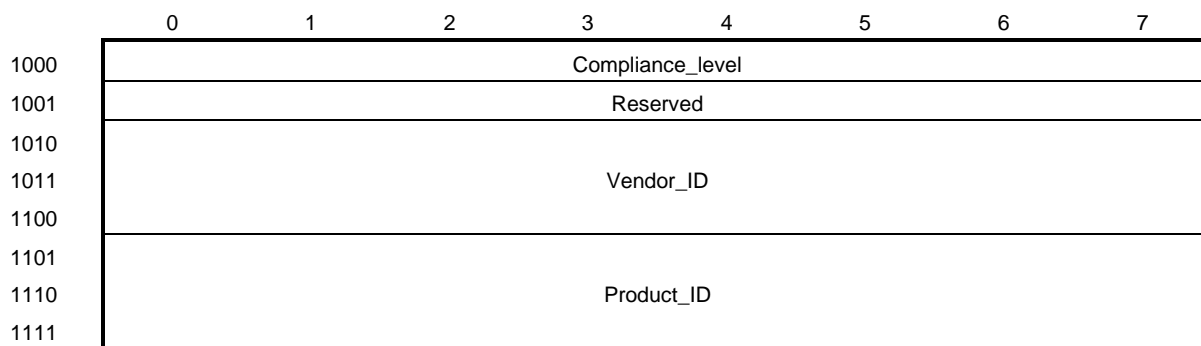 0 1 2 3 4 5 6 7
1000 Compliance_level
1001 Reserved
1010
1011 Vendor_ID
1100
1101
1110 Product_ID
1111